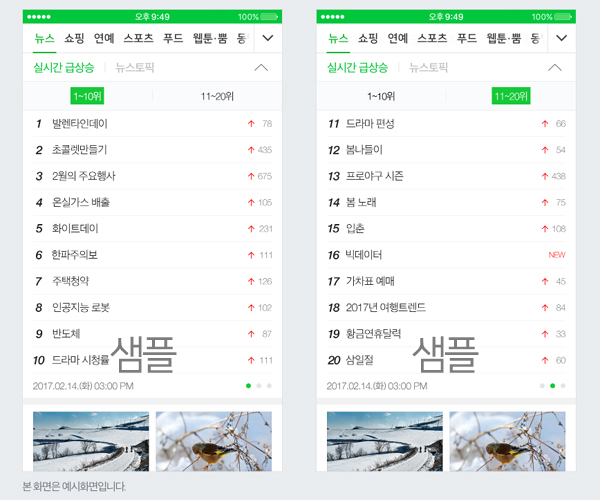 오후 9:49 100%
뉴스 쇼핑 연예 스포츠 푸드 웹툰·뿜
실시간 급상승 뉴스토픽
1~10위 11~20위
1 발렌타인데이 ↑ 78
2 초콜렛만들기 ↑ 435
3 2월의 주요행사 ↑ 675
4 온실가스 배출 ↑ 105
5 화이트데이 ↑ 231
6 한파주의보 ↑ 111
7 주택청약 ↑ 126
8 인공지능 로봇 ↑ 102
9 반도체 ↑ 87
10 드라마 시청률 ↑ 111
샘플
2017.02.14.(화) 03:00 PM
오후 9:49 100%
뉴스 쇼핑 연예 스포츠 푸드 웹툰·뿜
실시간 급상승 뉴스토픽
1~10위 11~20위
11 드라마 편성 ↑ 66
12 봄나들이 ↑ 54
13 프로야구 시즌 ↑ 438
14 봄 노래 ↑ 75
15 입춘 ↑ 108
16 빅데이터 NEW
17 기차표 예매 ↑ 45
18 2017년 여행트렌드 ↑ 84
19 황금연휴달력 ↑ 33
20 삼일절 ↑ 60
샘플
2017.02.14.(화) 03:00 PM
본 화면은 예시화면입니다.